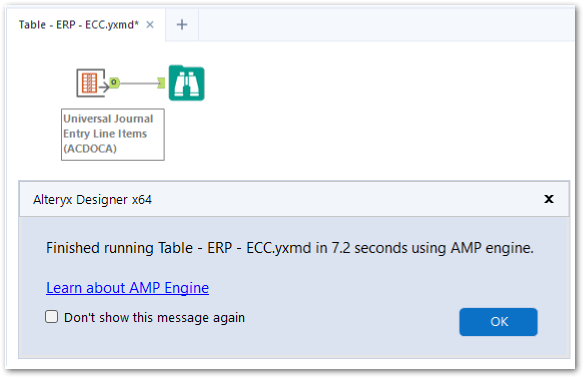 Table - ERP - ECC.yxmd*
Universal Journal
Entry Line Items
(ACDOCA)
Alteryx Designer x64
Finished running Table - ERP - ECC.yxmd in 7.2 seconds using AMP engine.
Learn about AMP Engine
Don't show this message again
OK